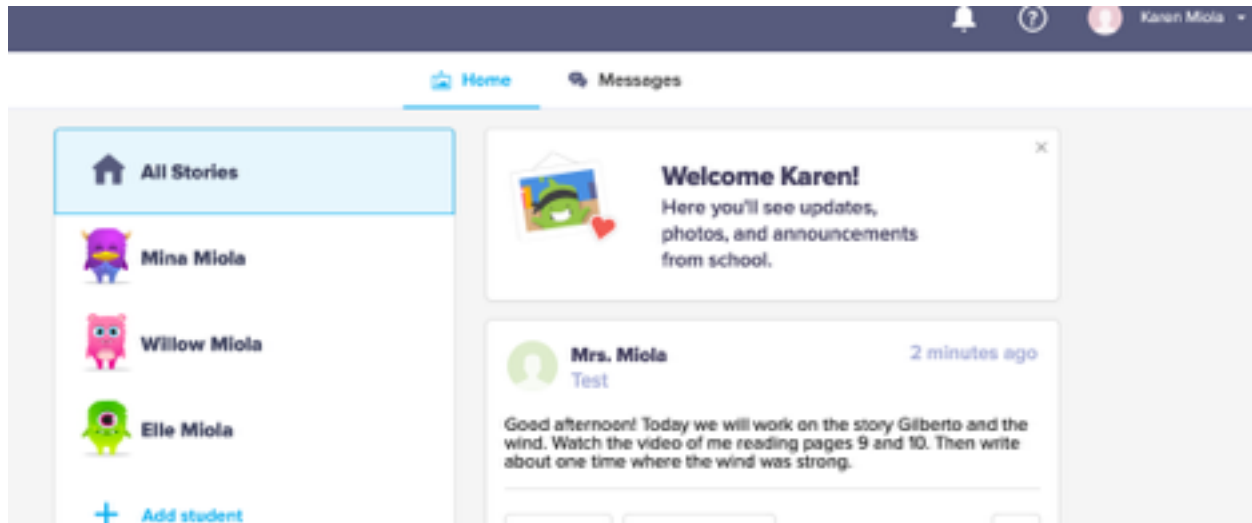 Karen Miola
Home
Messages
All Stories
Mina Miola
Willow Miola
Elle Miola
Add student
Welcome Karen!
Here you'll see updates,
photos, and announcements
from school.
Mrs. Miola
2 minutes ago
Test
Good afternoon! Today we will work on the story Gilberto and the
wind. Watch the video of me reading pages 9 and 10. Then write
about one time where the wind was strong.